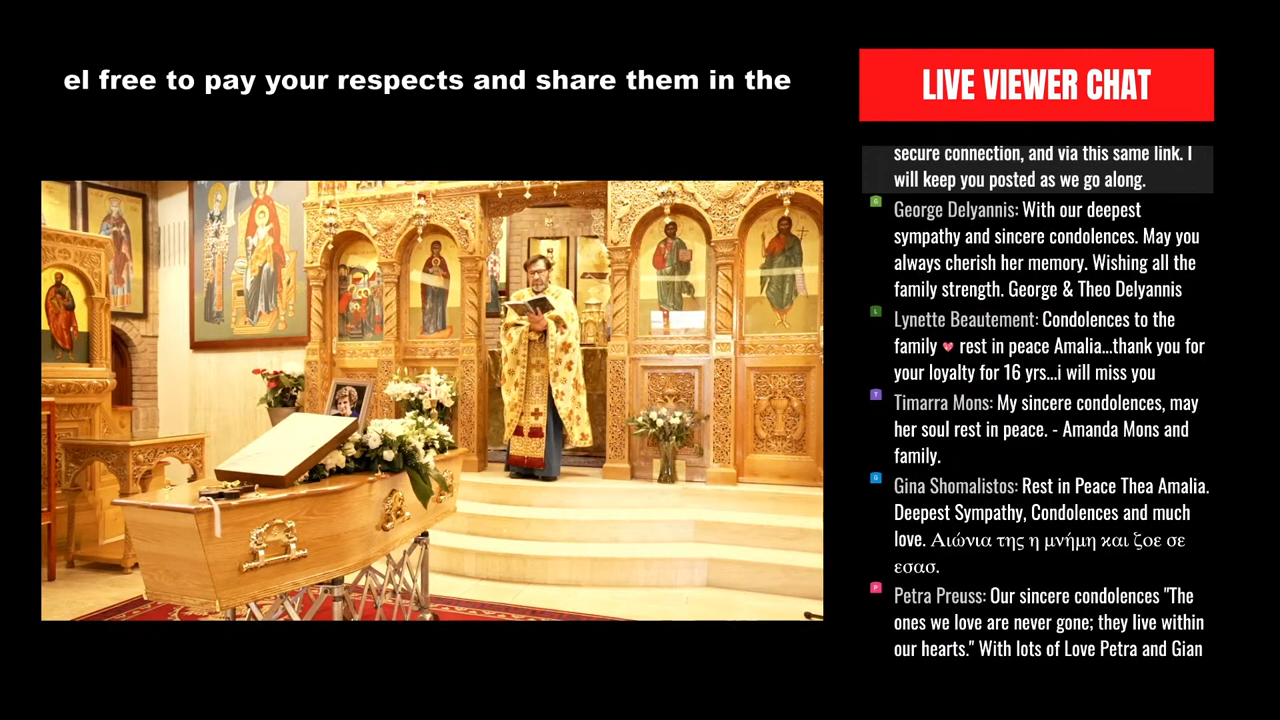 el free to pay your respects and share them in the
LIVE VIEWER CHAT
secure connection, and via this same link. I
will keep you posted as we go along.
G
George Delyannis: With our deepest
sympathy and sincere condolences. May you
always cherish her memory. Wishing all the
family strength. George & Theo Delyannis
L
Lynette Beautement: Condolences to the
family 💗 rest in peace Amalia...thank you for
your loyalty for 16 yrs...i will miss you
T
Timarra Mons: My sincere condolences, may
her soul rest in peace. - Amanda Mons and
family.
G
Gina Shomalistos: Rest in Peace Thea Amalia.
Deepest Sympathy, Condolences and much
love. Αιώνια της η μνήμη και ζοε σε
εσασ.
P
Petra Preuss: Our sincere condolences "The
ones we love are never gone; they live within
our hearts." With lots of Love Petra and Gian